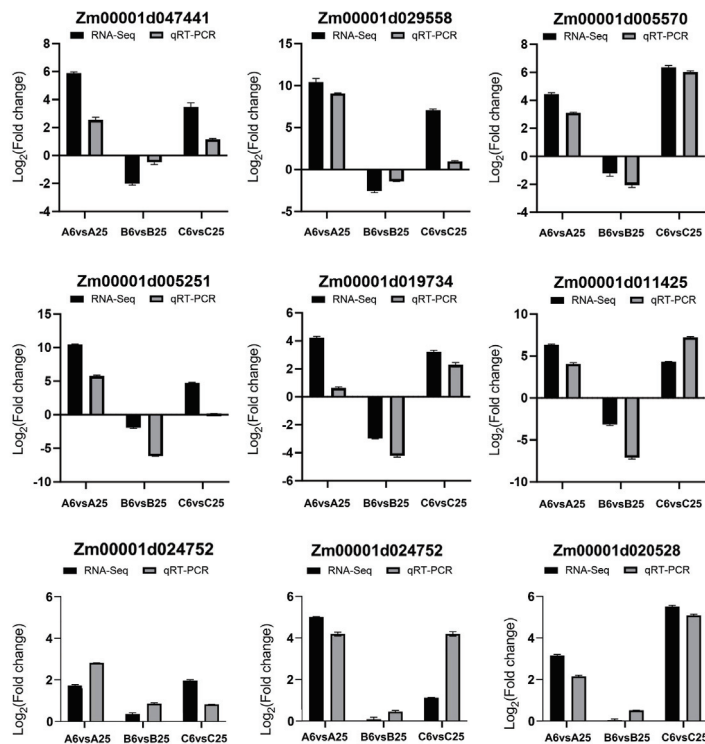 Zm00001d047441
RNA-Seq qRT-PCR
Log2(Fold change)
8
6
4
2
0
-2
-4
A6vsA25 B6vsB25 C6vsC25
Zm00001d029558
RNA-Seq qRT-PCR
Log2(Fold change)
15
10
5
0
-5
A6vsA25 B6vsB25 C6vsC25
Zm00001d005570
RNA-Seq qRT-PCR
Log2(Fold change)
8
6
4
2
0
-2
-4
A6vsA25 B6vsB25 C6vsC25
Zm00001d005251
RNA-Seq qRT-PCR
Log2(Fold change)
15
10
5
0
-5
-10
A6vsA25 B6vsB25 C6vsC25
Zm00001d019734
RNA-Seq qRT-PCR
Log2(Fold change)
6
4
2
0
-2
-4
-6
A6vsA25 B6vsB25 C6vsC25
Zm00001d011425
RNA-Seq qRT-PCR
Log2(Fold change)
10
5
0
-5
-10
A6vsA25 B6vsB25 C6vsC25
Zm00001d024752
RNA-Seq qRT-PCR
Log2(Fold change)
4
2
0
A6vsA25 B6vsB25 C6vsC25
Zm00001d024752
RNA-Seq qRT-PCR
Log2(Fold change)
6
4
2
0
A6vsA25 B6vsB25 C6vsC25
Zm00001d020528
RNA-Seq qRT-PCR
Log2(Fold change)
6
4
2
0
A6vsA25 B6vsB25 C6vsC25